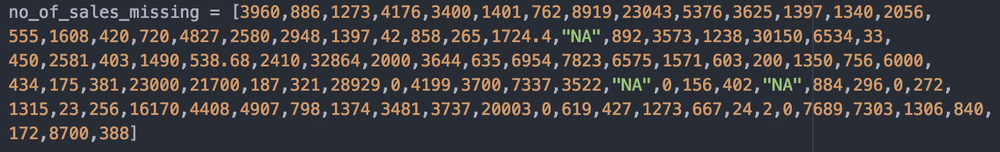 no_of_sales_missing = [3960,886,1273,4176,3400,1401,762,8919,23043,5376,3625,1397,1340,2056,
555,1608,420,720,4827,2580,2948,1397,42,858,265,1724.4,"NA",892,3573,1238,30150,6534,33,
450,2581,403,1490,538.68,2410,32864,2000,3644,635,6954,7823,6575,1571,603,200,1350,756,6000,
434,175,381,23000,21700,187,321,28929,0,4199,3700,7337,3522,"NA",0,156,402,"NA",884,296,0,272,
1315,23,256,16170,4408,4907,798,1374,3481,3737,20003,0,619,427,1273,667,24,2,0,7689,7303,1306,840,
172,8700,388]